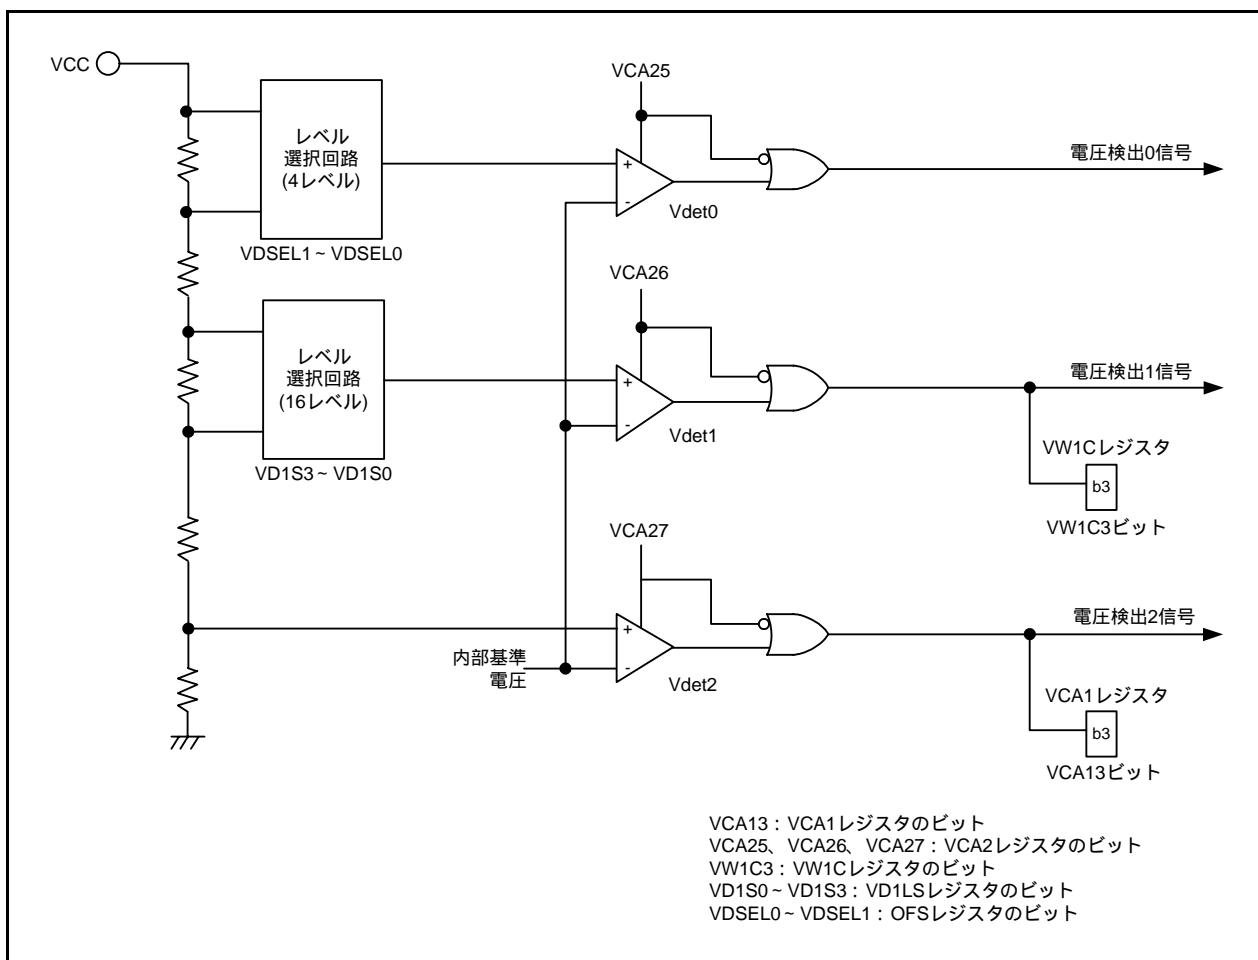 VCC
レベル
選択回路
(4レベル)
VDSEL1～VDSEL0
VCA25
+
-
Vdet0
電圧検出0信号
レベル
選択回路
(16レベル)
VD1S3～VD1S0
VCA26
+
-
Vdet1
電圧検出1信号
VW1Cレジスタ
b3
VW1C3ビット
VCA27
+
-
Vdet2
内部基準
電圧
電圧検出2信号
VCA1レジスタ
b3
VCA13ビット
VCA13：VCA1レジスタのビット
VCA25、VCA26、VCA27：VCA2レジスタのビット
VW1C3：VW1Cレジスタのビット
VD1S0～VD1S3：VD1LSレジスタのビット
VDSEL0～VDSEL1：OFSレジスタのビット